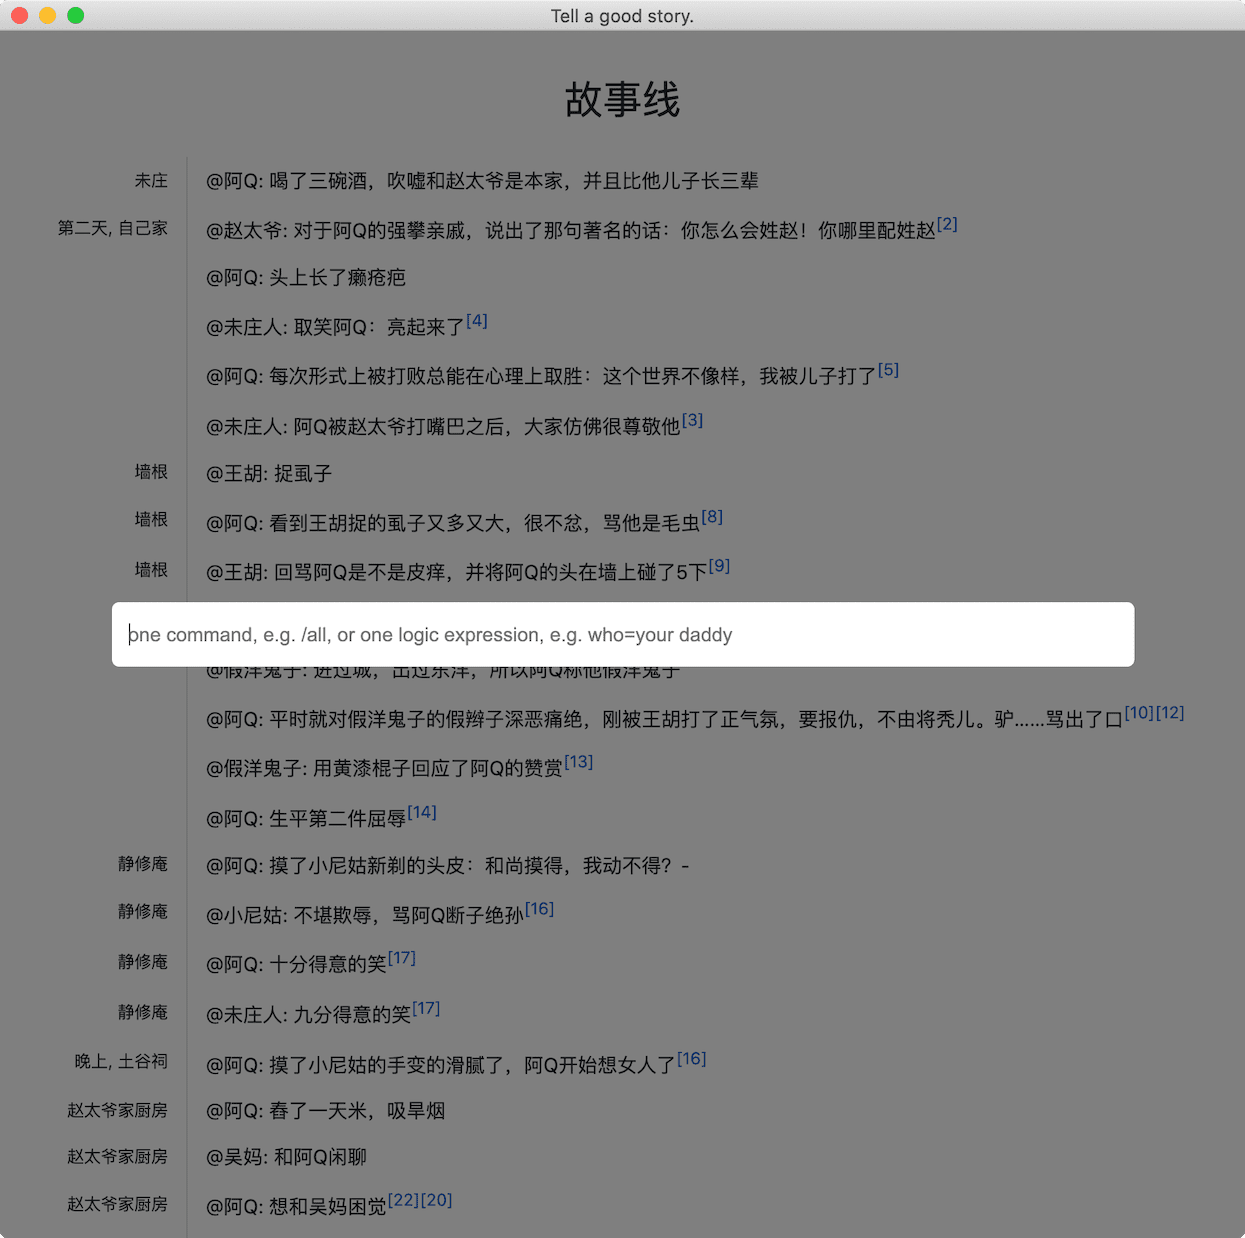 Tell a good story.
故事线
未庄 @阿Q: 喝了三碗酒，吹嘘和赵太爷是本家，并且比他儿子长三辈
第二天, 自己家 @赵太爷: 对于阿Q的强攀亲戚，说出了那句著名的话：你怎么会姓赵！你哪里配姓赵[2]
@阿Q: 头上长了癞疮疤
@未庄人: 取笑阿Q：亮起来了[4]
@阿Q: 每次形式上被打败总能在心理上取胜：这个世界不像样，我被儿子打了[5]
@未庄人: 阿Q被赵太爷打嘴巴之后，大家仿佛很尊敬他[3]
墙根 @王胡: 捉虱子
墙根 @阿Q: 看到王胡捉的虱子又多又大，很不忿，骂他是毛虫[8]
墙根 @王胡: 回骂阿Q是不是皮痒，并将阿Q的头在墙上碰了5下[9]
one command, e.g. /all, or one logic expression, e.g. who=your daddy
@假洋鬼子: 进过城，出过东洋，所以阿Q称他假洋鬼子
@阿Q: 平时就对假洋鬼子的假辫子深恶痛绝，刚被王胡打了正气氛，要报仇，不由将秃儿。驴……骂出了口[10][12]
@假洋鬼子: 用黄漆棍子回应了阿Q的赞赏[13]
@阿Q: 生平第二件屈辱[14]
静修庵 @阿Q: 摸了小尼姑新剃的头皮：和尚摸得，我动不得？-
静修庵 @小尼姑: 不堪欺辱，骂阿Q断子绝孙[16]
静修庵 @阿Q: 十分得意的笑[17]
静修庵 @未庄人: 九分得意的笑[17]
晚上, 土谷祠 @阿Q: 摸了小尼姑的手变的滑腻了，阿Q开始想女人了[16]
赵太爷家厨房 @阿Q: 舂了一天米，吸旱烟
赵太爷家厨房 @吴妈: 和阿Q闲聊
赵太爷家厨房 @阿Q: 想和吴妈困觉[22][20]